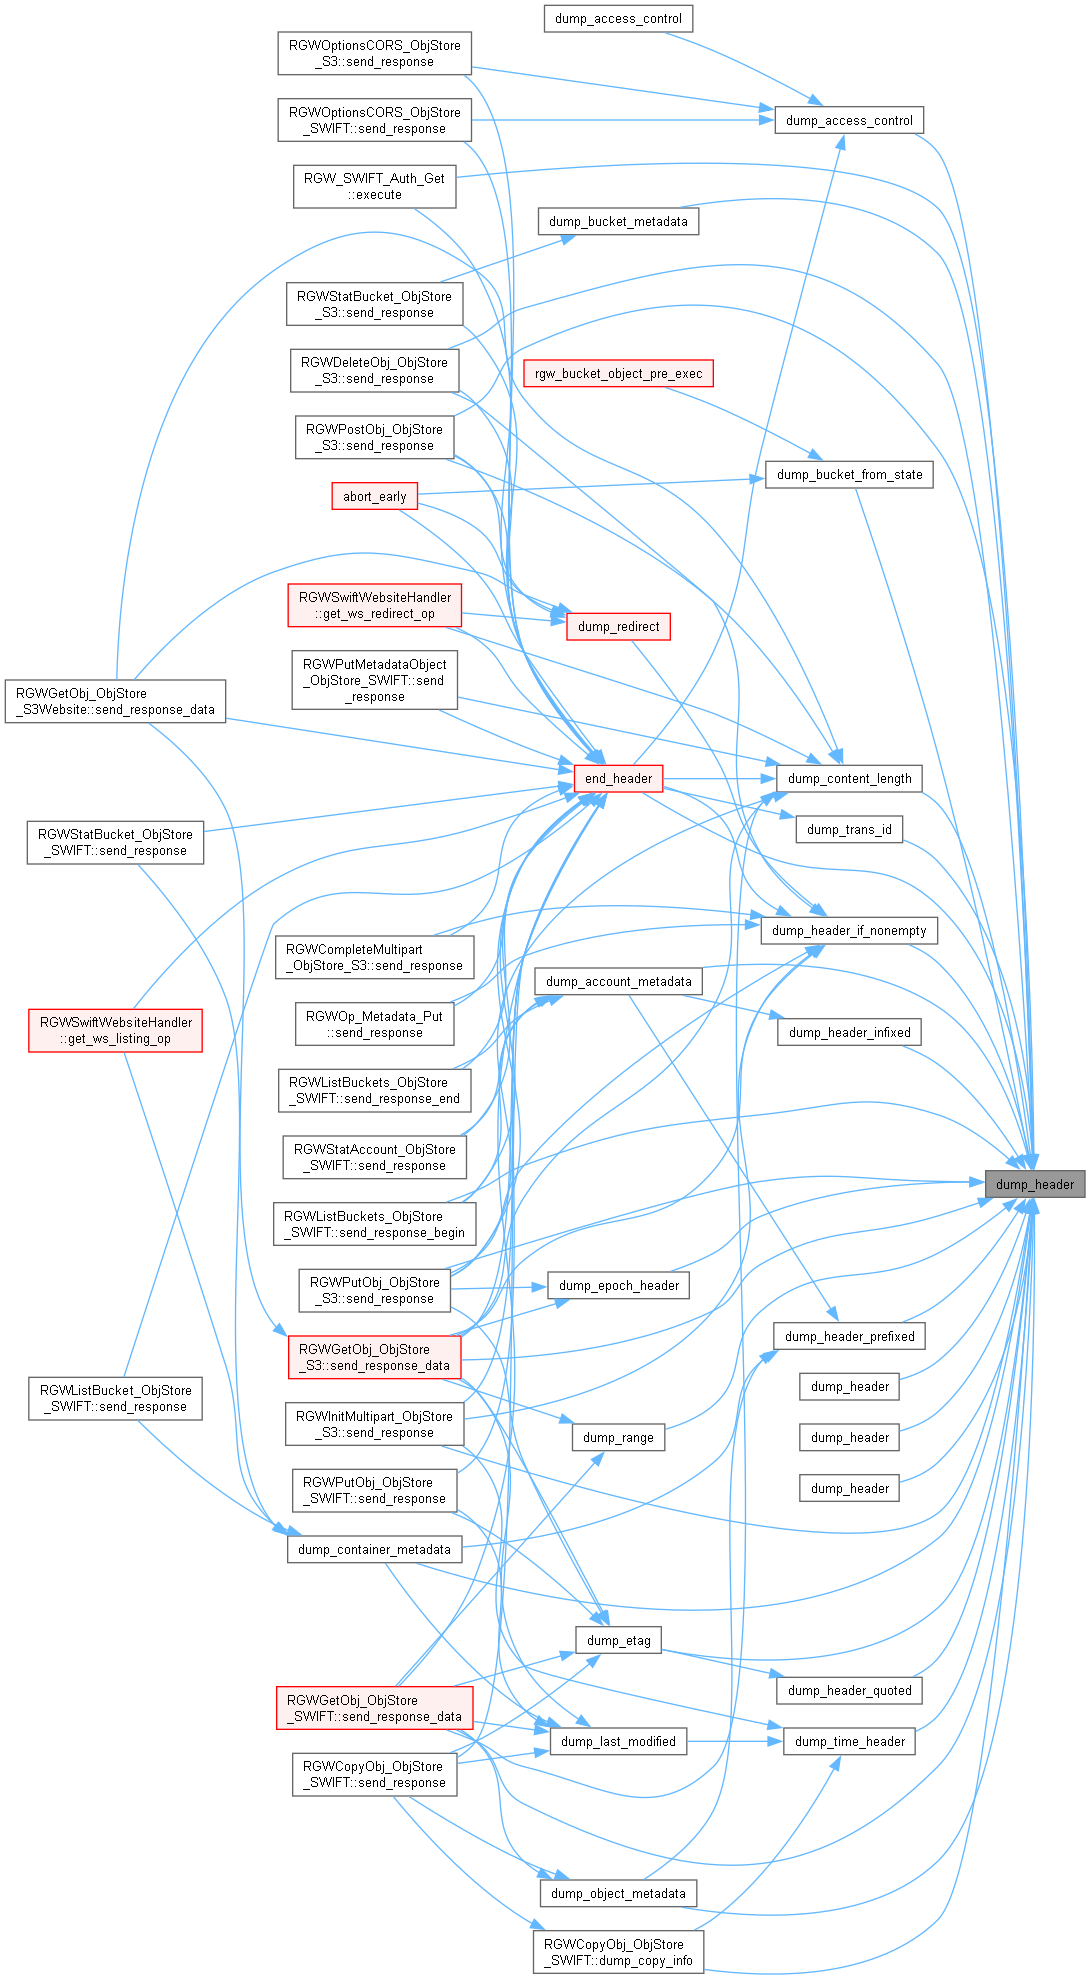 dump_access_control
RGWOptionsCORS_ObjStore
_S3::send_response
RGWOptionsCORS_ObjStore
_SWIFT::send_response
dump_access_control
RGW_SWIFT_Auth_Get
::execute
dump_bucket_metadata
RGWStatBucket_ObjStore
_S3::send_response
RGWDeleteObj_ObjStore
_S3::send_response
rgw_bucket_object_pre_exec
RGWPostObj_ObjStore
_S3::send_response
dump_bucket_from_state
abort_early
RGWSwiftWebsiteHandler
::get_ws_redirect_op
dump_redirect
RGWPutMetadataObject
_ObjStore_SWIFT::send
_response
RGWGetObj_ObjStore
_S3Website::send_response_data
end_header
dump_content_length
dump_trans_id
RGWStatBucket_ObjStore
_SWIFT::send_response
dump_header_if_nonempty
RGWCompleteMultipart
_ObjStore_S3::send_response
dump_account_metadata
RGWOp_Metadata_Put
::send_response
RGWSwiftWebsiteHandler
::get_ws_listing_op
dump_header_infixed
RGWListBuckets_ObjStore
_SWIFT::send_response_end
RGWStatAccount_ObjStore
_SWIFT::send_response
dump_header
RGWListBuckets_ObjStore
_SWIFT::send_response_begin
RGWPutObj_ObjStore
_S3::send_response
dump_epoch_header
dump_header_prefixed
RGWGetObj_ObjStore
_S3::send_response_data
dump_header
RGWListBucket_ObjStore
_SWIFT::send_response
RGWInitMultipart_ObjStore
_S3::send_response
dump_range
dump_header
RGWPutObj_ObjStore
_SWIFT::send_response
dump_header
dump_container_metadata
dump_etag
dump_header_quoted
RGWGetObj_ObjStore
_SWIFT::send_response_data
dump_last_modified
dump_time_header
RGWCopyObj_ObjStore
_SWIFT::send_response
dump_object_metadata
RGWCopyObj_ObjStore
_SWIFT::dump_copy_info